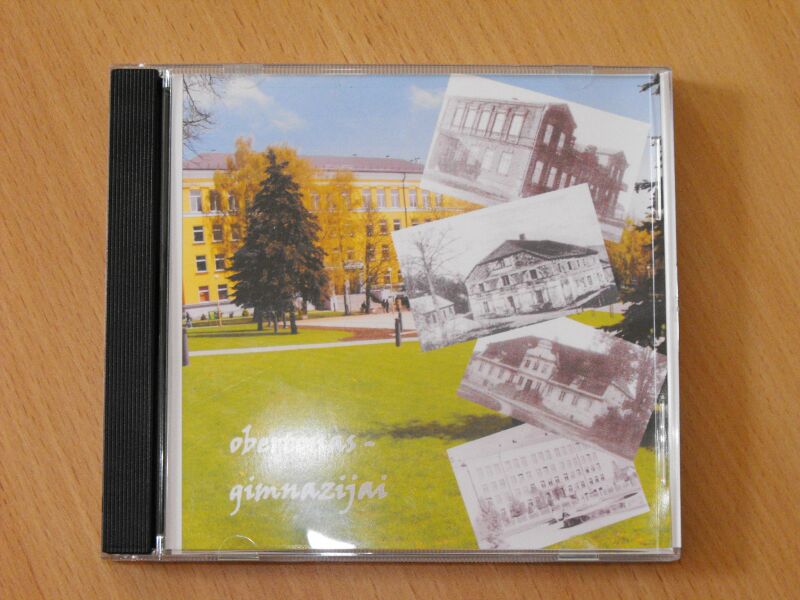 obertonas -
gimnazijai